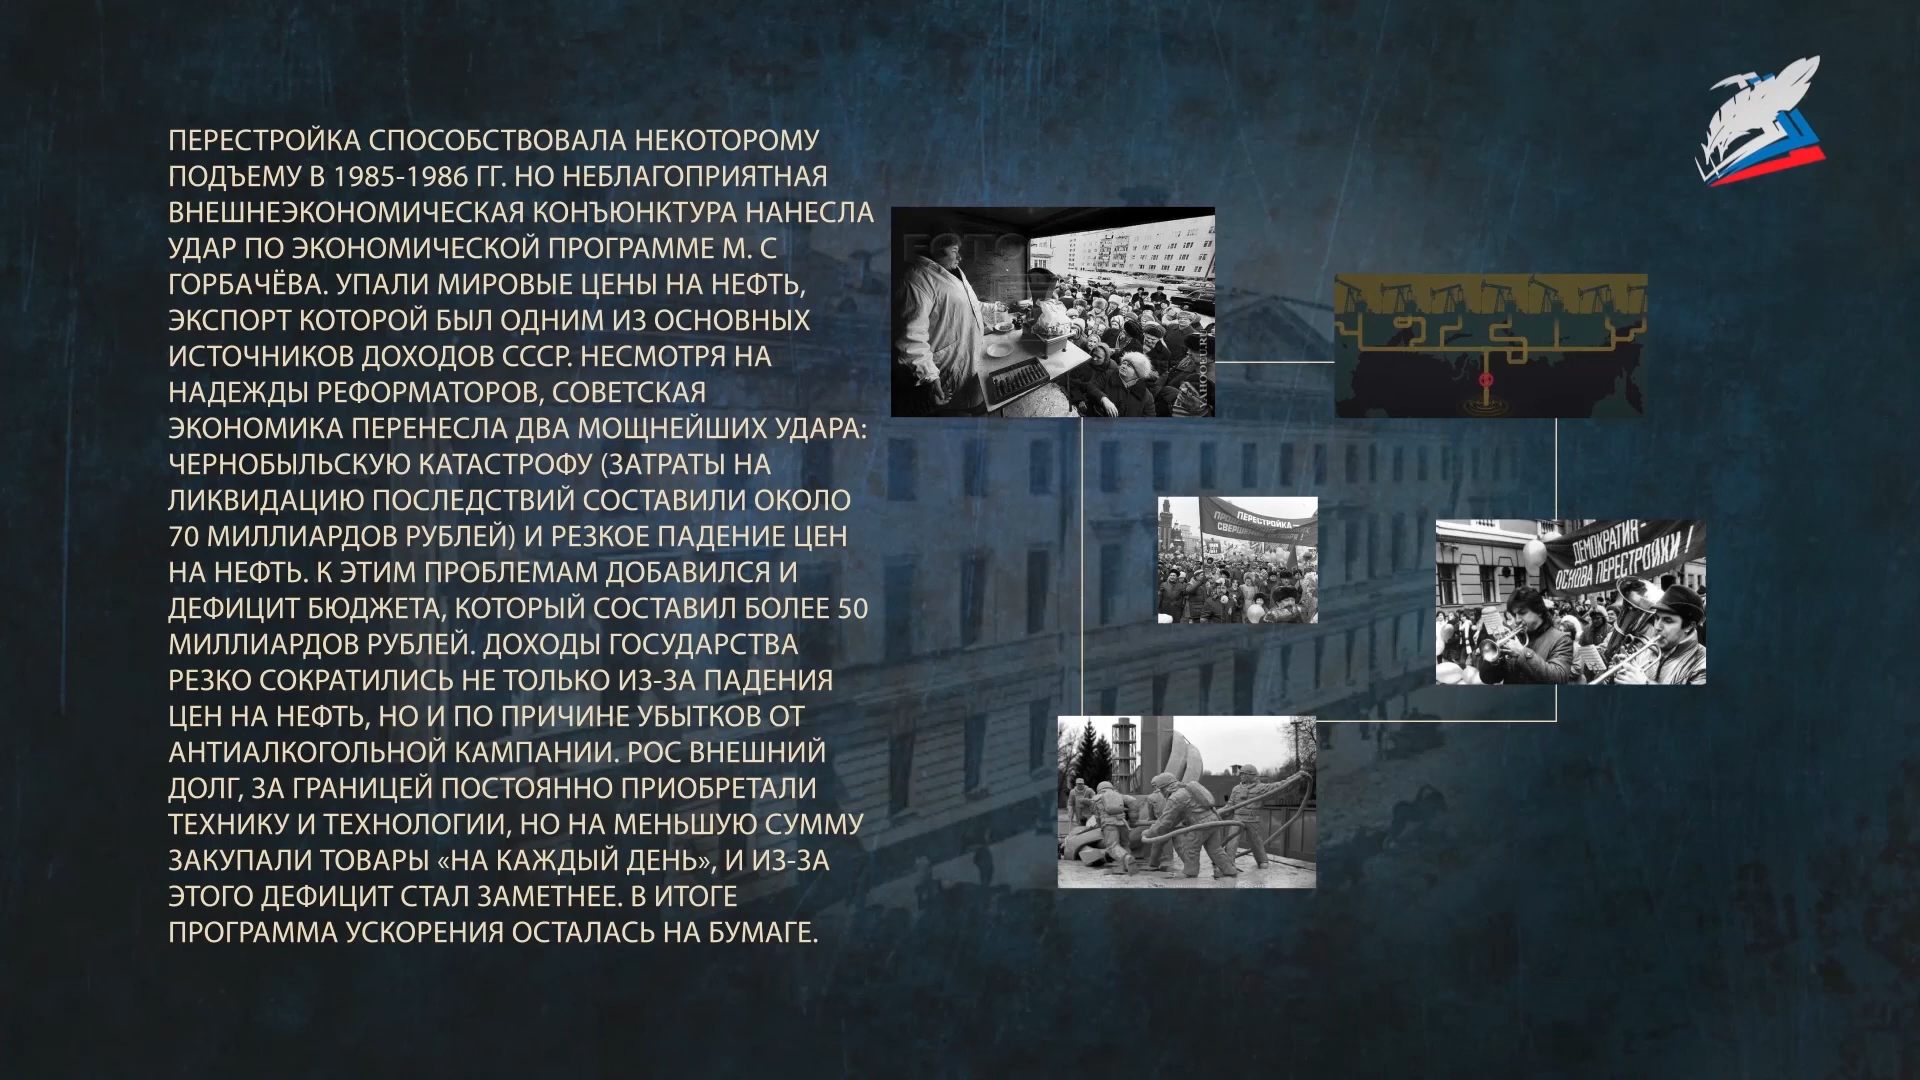 ПЕРЕСТРОЙКА СПОСОБСТВОВАЛА НЕКОТОРОМУ
ПОДЪЕМУ В 1985-1986 ГГ. НО НЕБЛАГОПРИЯТНАЯ
ВНЕШНЕЭКОНОМИЧЕСКАЯ КОНЪЮНКТУРА НАНЕСЛА
УДАР ПО ЭКОНОМИЧЕСКОЙ ПРОГРАММЕ М. С
ГОРБАЧЁВА. УПАЛИ МИРОВЫЕ ЦЕНЫ НА НЕФТЬ,
ЭКСПОРТ КОТОРОЙ БЫЛ ОДНИМ ИЗ ОСНОВНЫХ
ИСТОЧНИКОВ ДОХОДОВ СССР. НЕСМОТРЯ НА
НАДЕЖДЫ РЕФОРМАТОРОВ, СОВЕТСКАЯ
ЭКОНОМИКА ПЕРЕНЕСЛА ДВА МОЩНЕЙШИХ УДАРА:
ЧЕРНОБЫЛЬСКУЮ КАТАСТРОФУ (ЗАТРАТЫ НА
ЛИКВИДАЦИЮ ПОСЛЕДСТВИЙ СОСТАВИЛИ ОКОЛО
70 МИЛЛИАРДОВ РУБЛЕЙ) И РЕЗКОЕ ПАДЕНИЕ ЦЕН
НА НЕФТЬ. К ЭТИМ ПРОБЛЕМАМ ДОБАВИЛСЯ И
ДЕФИЦИТ БЮДЖЕТА, КОТОРЫЙ СОСТАВИЛ БОЛЕЕ 50
МИЛЛИАРДОВ РУБЛЕЙ. ДОХОДЫ ГОСУДАРСТВА
РЕЗКО СОКРАТИЛИСЬ НЕ ТОЛЬКО ИЗ-ЗА ПАДЕНИЯ
ЦЕН НА НЕФТЬ, НО И ПО ПРИЧИНЕ УБЫТКОВ ОТ
АНТИАЛКОГОЛЬНОЙ КАМПАНИИ. РОС ВНЕШНИЙ
ДОЛГ, ЗА ГРАНИЦЕЙ ПОСТОЯННО ПРИОБРЕТАЛИ
ТЕХНИКУ И ТЕХНОЛОГИИ, НО НА МЕНЬШУЮ СУММУ
ЗАКУПАЛИ ТОВАРЫ «НА КАЖДЫЙ ДЕНЬ», И ИЗ-ЗА
ЭТОГО ДЕФИЦИТ СТАЛ ЗАМЕТНЕЕ. В ИТОГЕ
ПРОГРАММА УСКОРЕНИЯ ОСТАЛАСЬ НА БУМАГЕ.
ПЕРЕСТРОЙКА -
ДЕМОКРАТИЯ -
ОСНОВА ПЕРЕСТРОЙКИ !